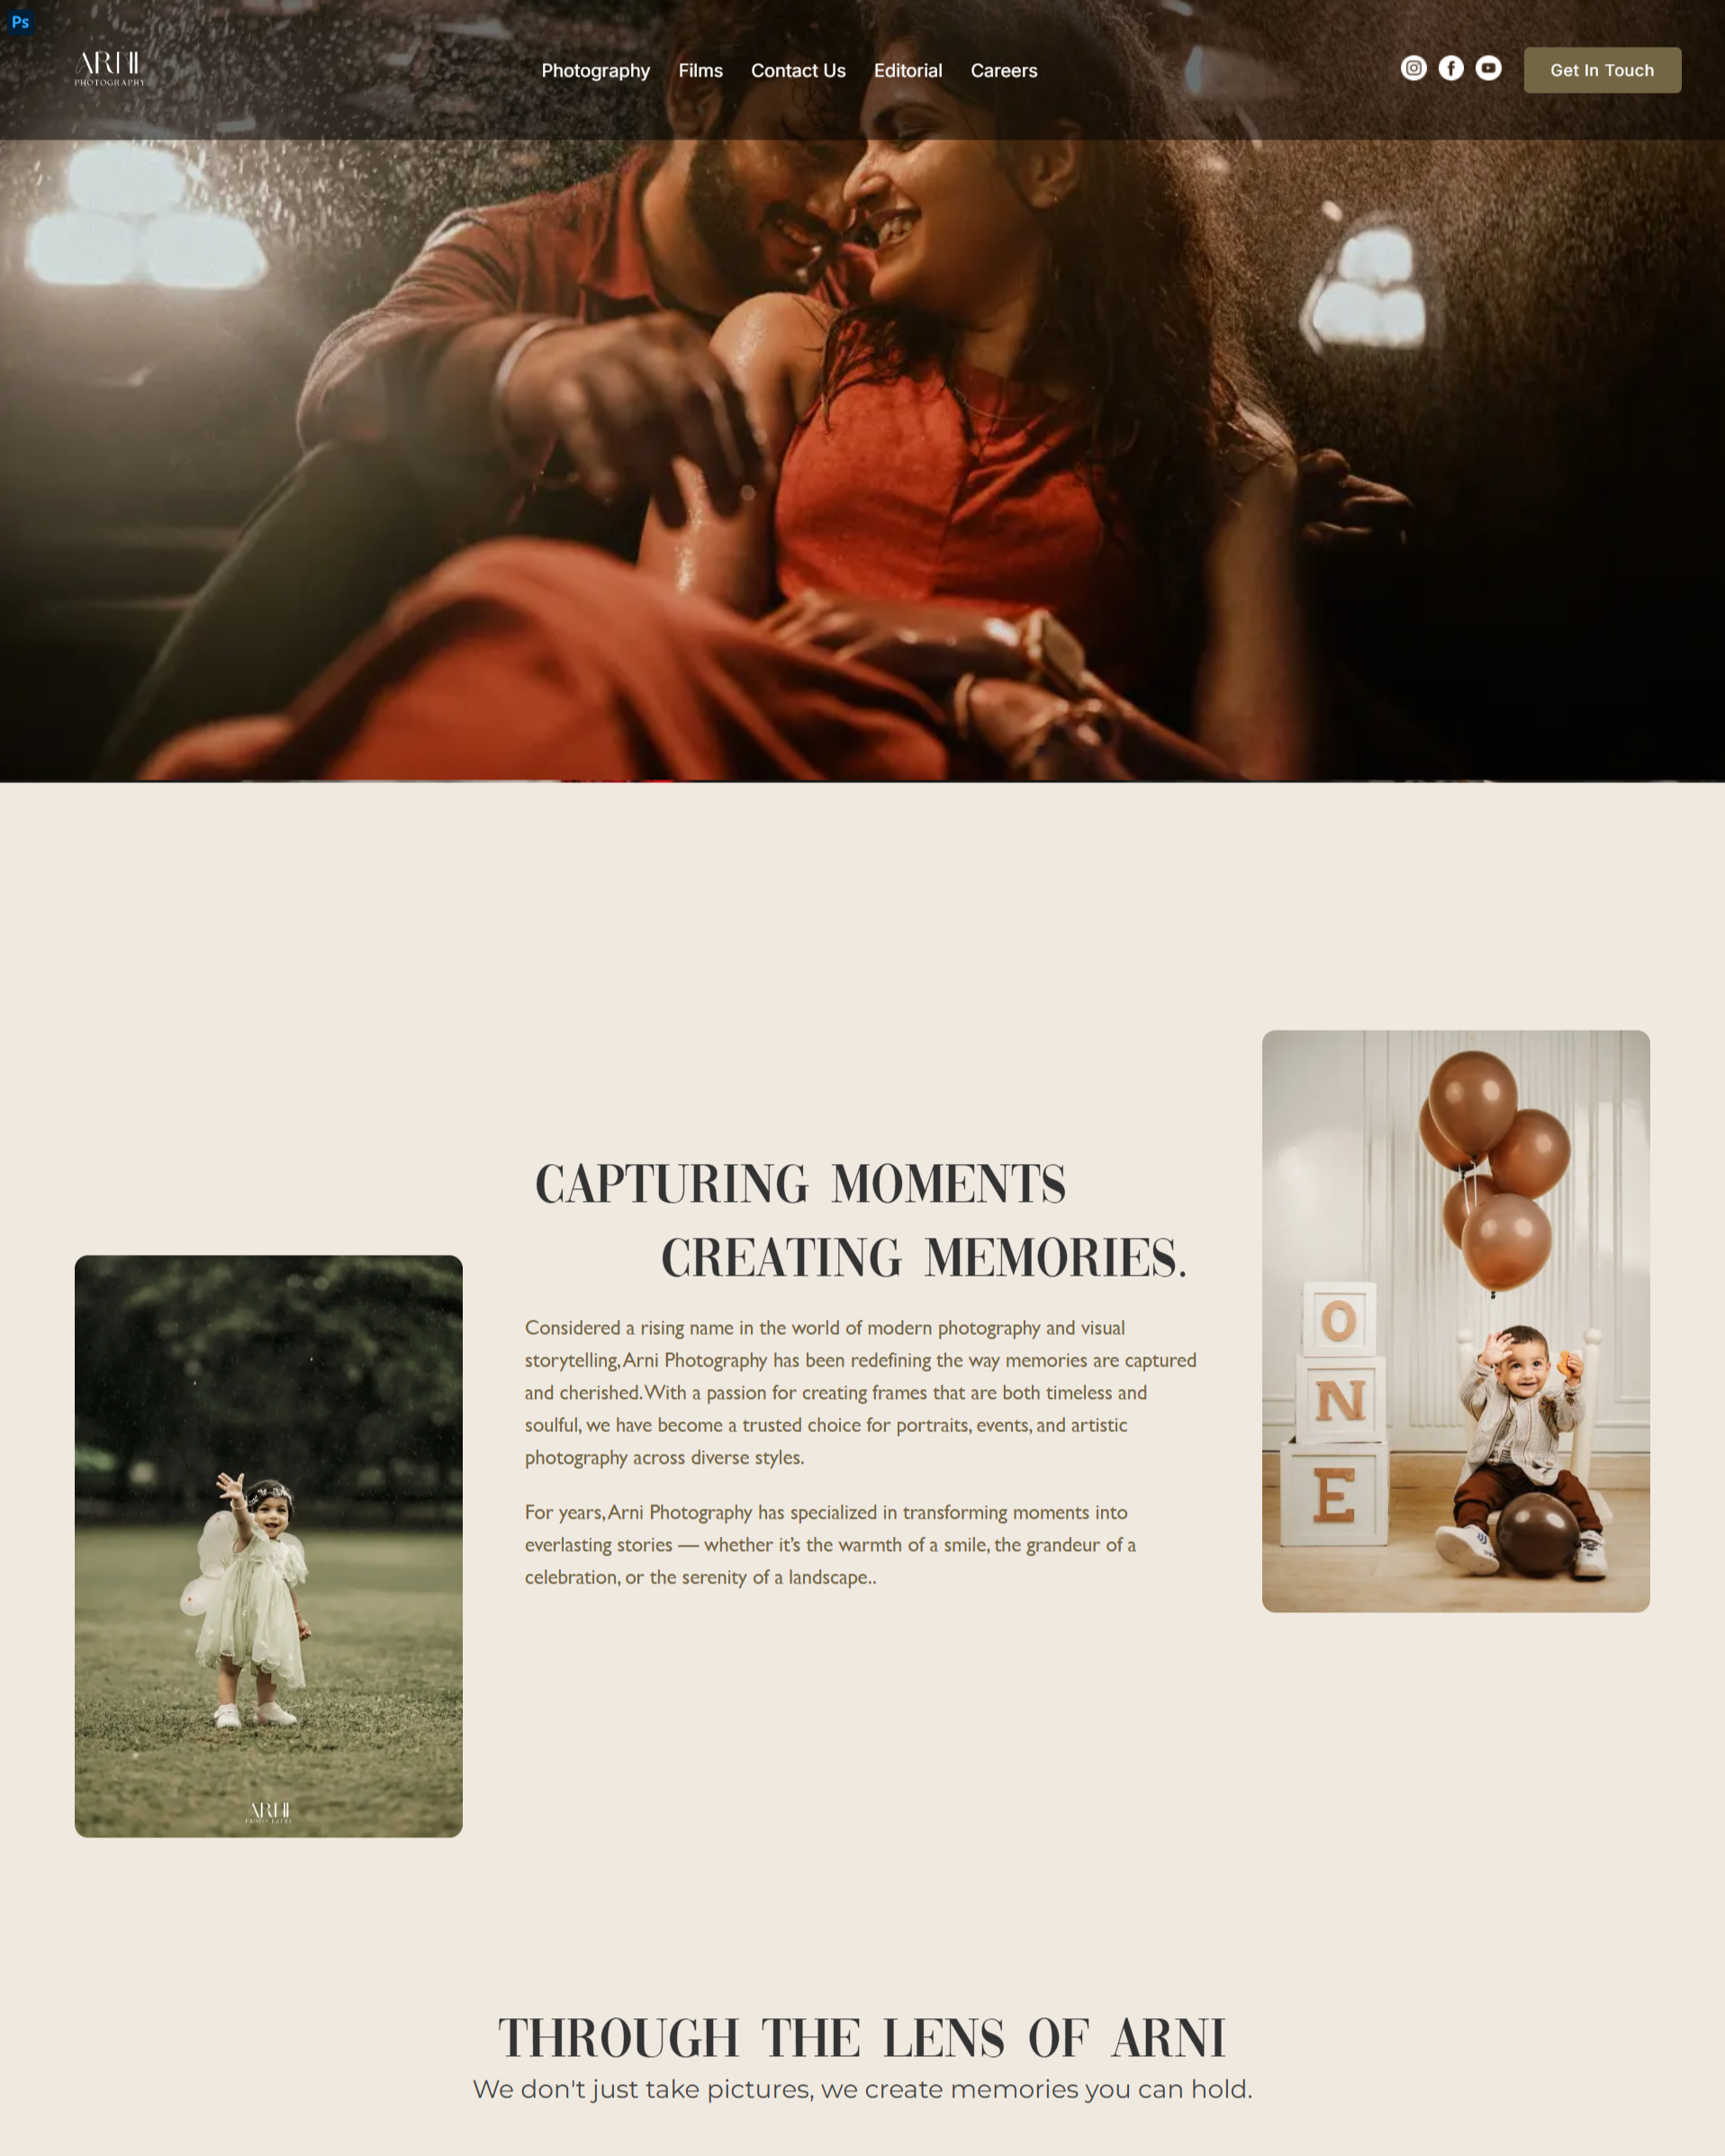 Ps
ARNI
PHOTOGRAPHY
Photography Films Contact Us Editorial Careers
Get In Touch
CAPTURING MOMENTS
CREATING MEMORIES.
Considered a rising name in the world of modern photography and visual
storytelling, Arni Photography has been redefining the way memories are captured
and cherished. With a passion for creating frames that are both timeless and
soulful, we have become a trusted choice for portraits, events, and artistic
photography across diverse styles.
For years, Arni Photography has specialized in transforming moments into
everlasting stories — whether it’s the warmth of a smile, the grandeur of a
celebration, or the serenity of a landscape..
O
N
E
ARNI
THROUGH THE LENS OF ARNI
We don't just take pictures, we create memories you can hold.